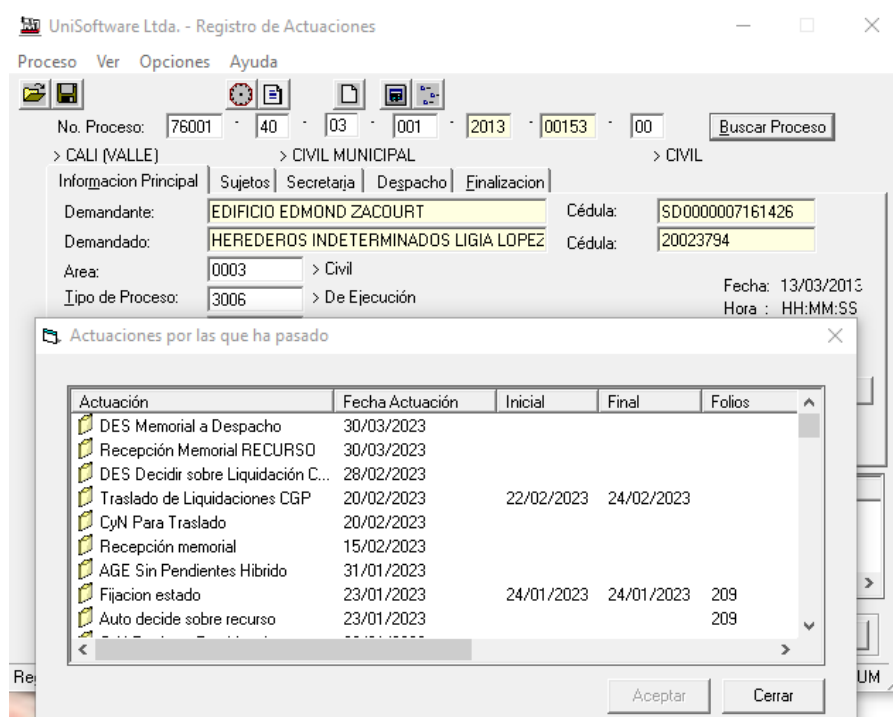 UniSoftware Ltda. - Registro de Actuaciones
Proceso Ver Opciones Ayuda
No. Proceso: 76001 - 40 - 03 - 001 - 2013 - 00153 - 00 Buscar Proceso
> CALI (VALLE) > CIVIL MUNICIPAL > CIVIL
Informacion Principal Sujetos Secretaria Despacho Finalizacion
Demandante: EDIFICIO EDMOND ZACOURT Cédula: SD0000007161426
Demandado: HEREDEROS INDETERMINADOS LIGIA LOPEZ Cédula: 20023794
Area: 0003 > Civil
Fecha: 13/03/2013
Tipo de Proceso: 3006 > De Ejecución
Hora : HH:MM:SS
Actuaciones por las que ha pasado
Actuación Fecha Actuación Inicial Final Folios
DES Memorial a Despacho 30/03/2023
Recepción Memorial RECURSO 30/03/2023
DES Decidir sobre Liquidación C... 28/02/2023
Traslado de Liquidaciones CGP 20/02/2023 22/02/2023 24/02/2023
CyN Para Traslado 20/02/2023
Recepción memorial 15/02/2023
AGE Sin Pendientes Hibrido 31/01/2023
Fijacion estado 23/01/2023 24/01/2023 24/01/2023 209
Auto decide sobre recurso 23/01/2023 209
Re UM
Aceptar Cerrar